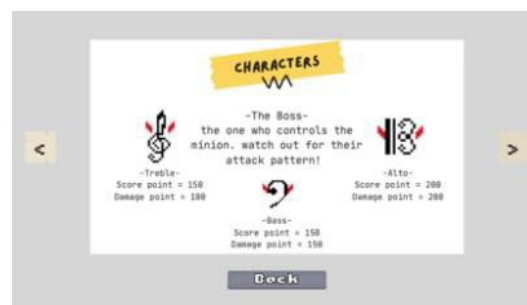 CHARACTERS
-The Boss-
the one who controls the
minion. watch out for their
attack pattern!
<
>
-Treble-
Score point = 150
Damage point = 100
-Alto-
Score point = 200
Damage point = 200
-Bass-
Score point = 150
Damage point = 150
Back